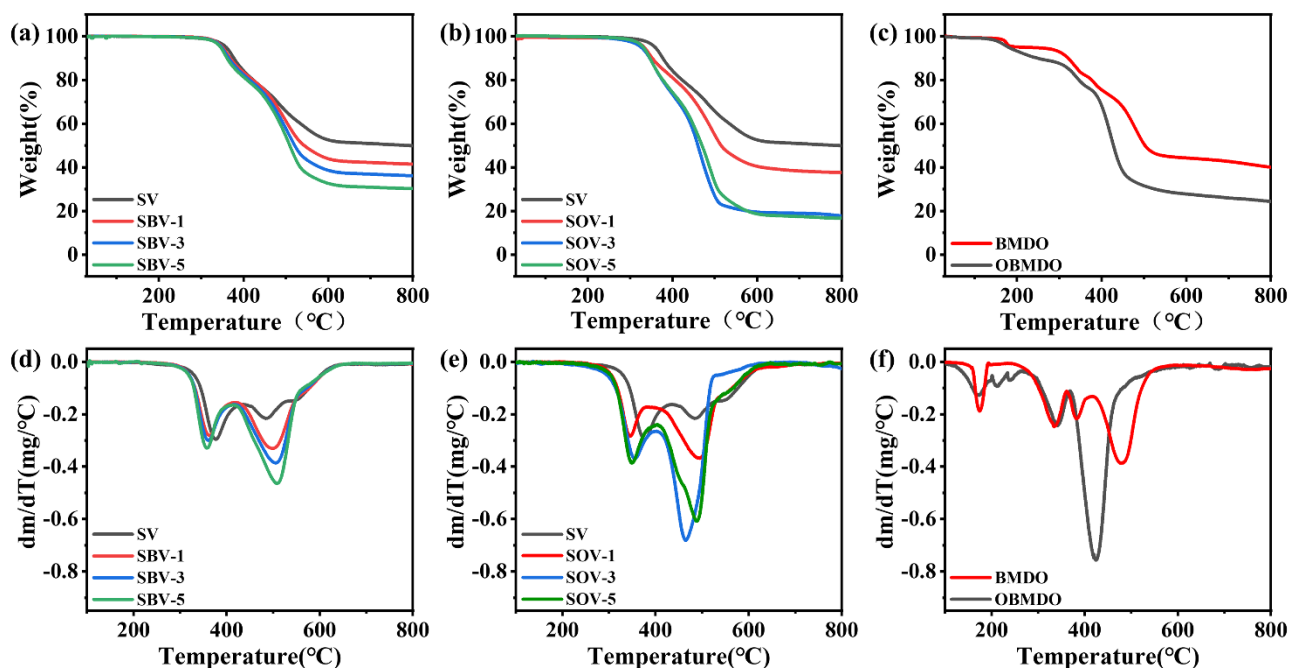 (a)
Weight(%)
100
80
60
40
20
0
SV
SBV-1
SBV-3
SBV-5
200 400 600 800
Temperature（℃）
(b)
Weight(%)
100
80
60
40
20
0
SV
SOV-1
SOV-3
SOV-5
200 400 600 800
Temperature（℃）
(c)
Weight(%)
100
80
60
40
20
0
BMDO
OBMDO
200 400 600 800
Temperature（℃）
(d)
dm/dT(mg/℃)
0.0
-0.2
-0.4
-0.6
-0.8
SV
SBV-1
SBV-3
SBV-5
200 400 600 800
Temperature(℃)
(e)
dm/dT(mg/℃)
0.0
-0.2
-0.4
-0.6
-0.8
SV
SOV-1
SOV-3
SOV-5
200 400 600 800
Temperature(℃)
(f)
dm/dT(mg/℃)
0.0
-0.2
-0.4
-0.6
-0.8
BMDO
OBMDO
200 400 600 800
Temperature(℃)